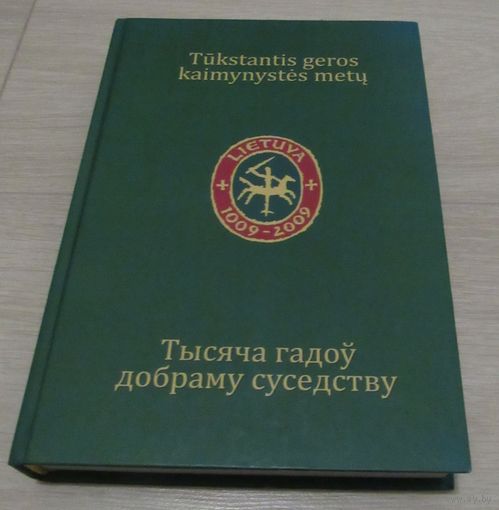 Tūkstantis geros
kaimynystės metų
LIETUVA
1009-2009
Тысяча гадоў
добраму суседству